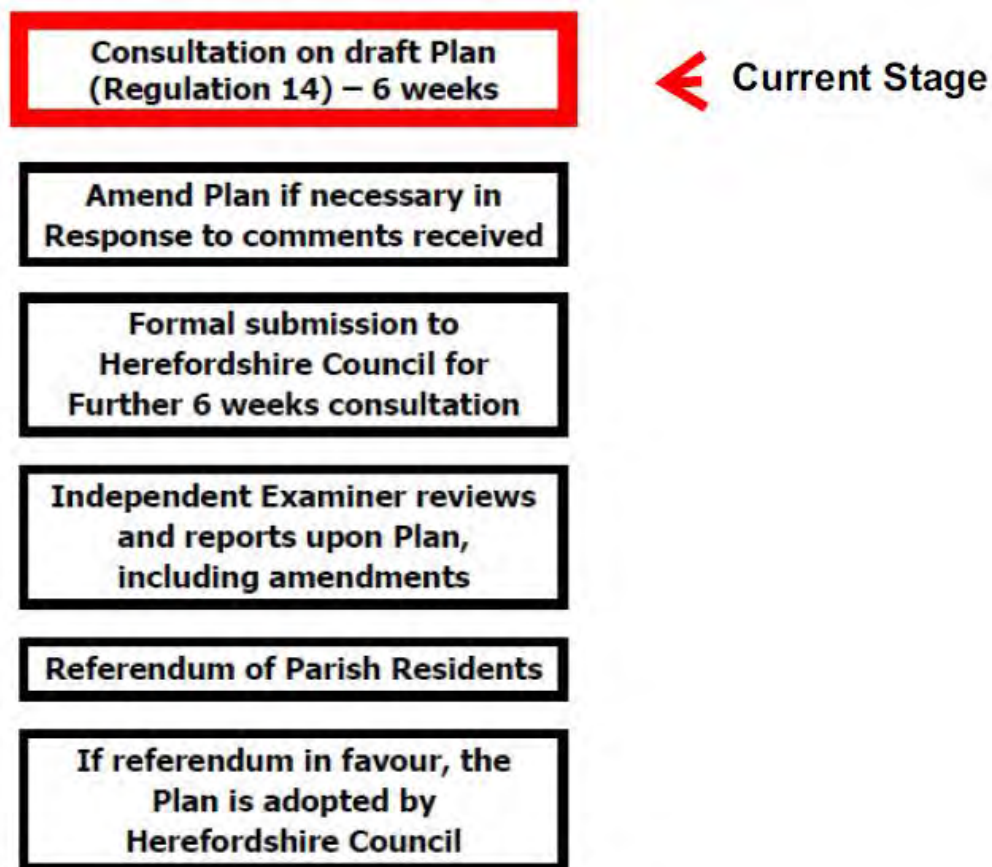 Consultation on draft Plan
(Regulation 14) – 6 weeks
Current Stage
Amend Plan if necessary in
Response to comments received
Formal submission to
Herefordshire Council for
Further 6 weeks consultation
Independent Examiner reviews
and reports upon Plan,
including amendments
Referendum of Parish Residents
If referendum in favour, the
Plan is adopted by
Herefordshire Council